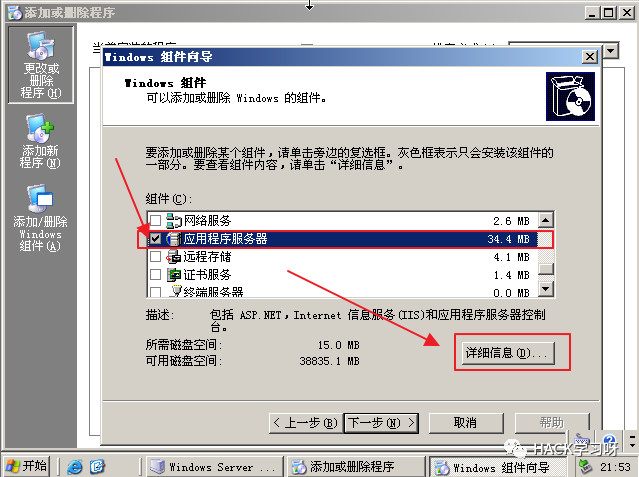 添加或删除程序
更改或
删除
程序(H)
添加新
程序(N)
添加/删除
Windows
组件(A)
Windows 组件向导
Windows 组件
可以添加或删除 Windows 的组件。
要添加或删除某个组件，请单击旁边的复选框。灰色框表示只会安装该组件的
一部分。要查看组件内容，请单击“详细信息”。
组件(C):
网络服务 2.6 MB
应用程序服务器 34.4 MB
远程存储 4.1 MB
证书服务 1.4 MB
终端服务器 0.0 MB
描述: 包括 ASP.NET，Internet 信息服务(IIS)和应用程序服务器控制
台。
所需磁盘空间: 15.0 MB
可用磁盘空间: 38835.1 MB
详细信息(D)...
< 上一步(B) 下一步(N) > 取消 帮助
HACK学习呀
开始 Windows Server ... 添加或删除程序 Windows 组件向导 21:53